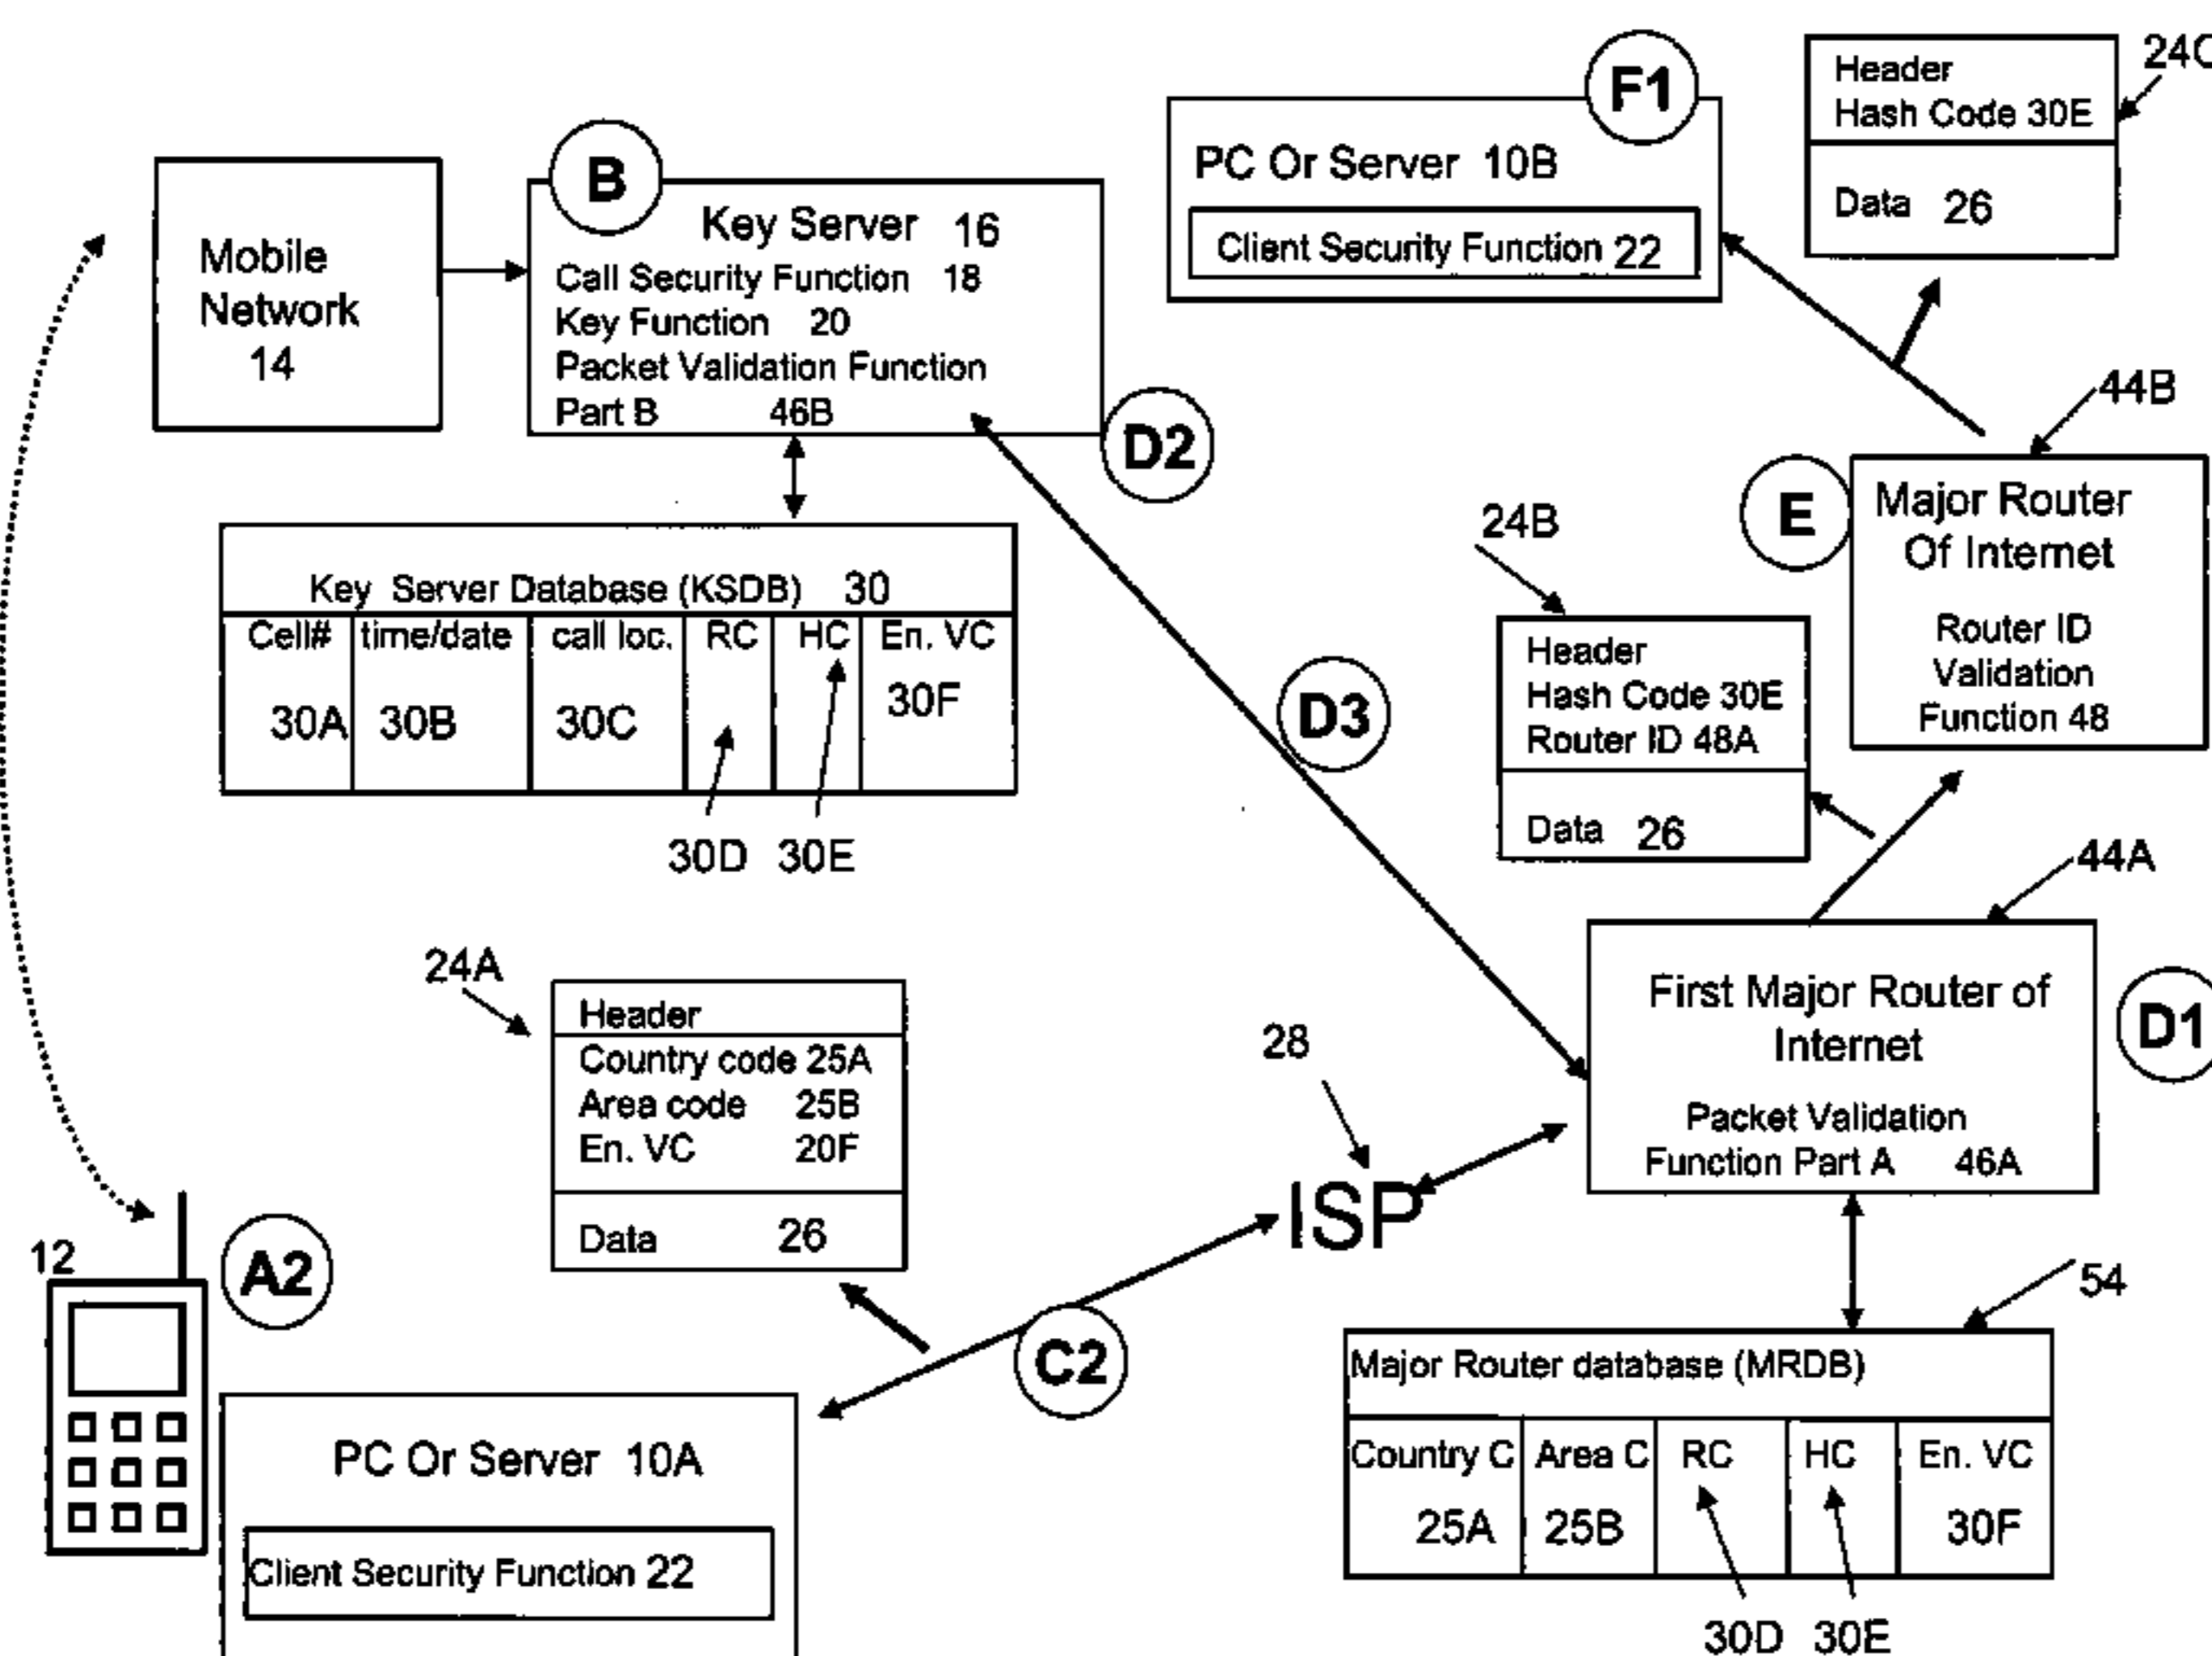 Mobile
Network
14
B
Key Server 16
Call Security Function 18
Key Function 20
Packet Validation Function
Part B 46B
D2
F1
PC Or Server 10B
Client Security Function 22
Header
Hash Code 30E
Data 26
44B
E
Major Router
Of Internet
Router ID
Validation
Function 48
24B
Header
Hash Code 30E
Router ID 48A
Data 26
Key Server Database (KSDB) 30
Cell# time/date call loc. RC HC En. VC
30A 30B 30C 30F
30D 30E
D3
44A
First Major Router of
Internet
Packet Validation
Function Part A 46A
D1
24A
Header
Country code 25A
Area code 25B
En. VC 20F
Data 26
28
ISP
C2
12
A2
PC Or Server 10A
Client Security Function 22
54
Major Router database (MRDB)
Country C Area C RC HC En. VC
25A 25B 30F
30D 30E